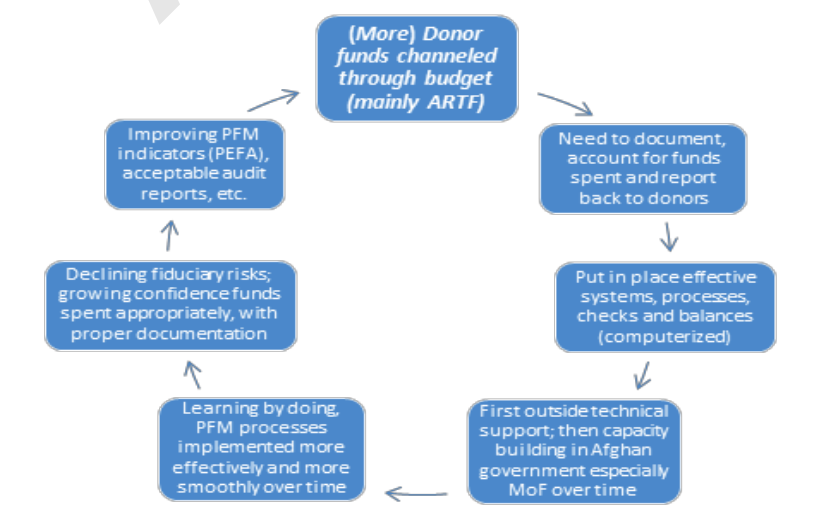 (More) Donor
funds channeled
through budget
(mainly ARTF)
Need to document,
account for funds
spent and report
back to donors
Put in place effective
systems, processes,
checks and balances
(computerized)
First outside technical
support; then capacity
building in Afghan
government especially
MoF over time
Learning by doing,
PFM processes
implemented more
effectively and more
smoothly over time
Declining fiduciary risks;
growing confidence funds
spent appropriately, with
proper documentation
Improving PFM
indicators (PEFA),
acceptable audit
reports, etc.